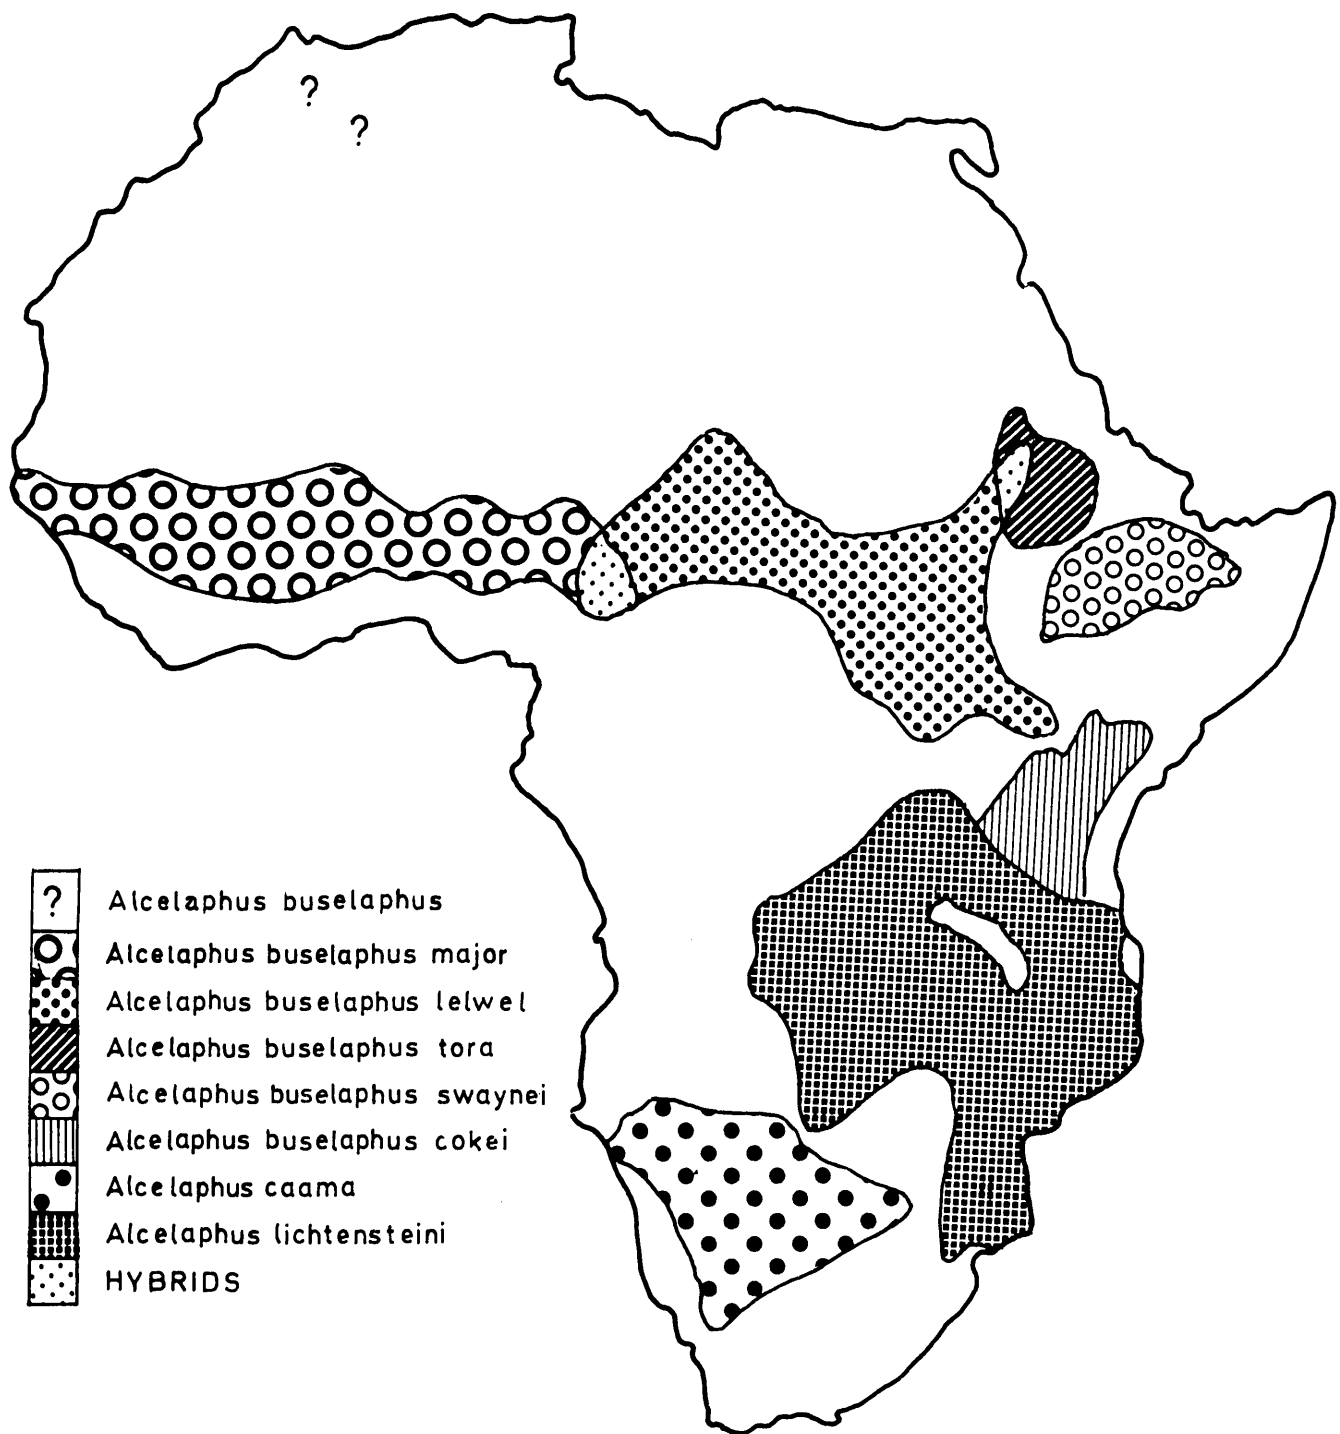 ?
?
? Alcelaphus buselaphus
Alcelaphus buselaphus major
Alcelaphus buselaphus lelwel
Alcelaphus buselaphus tora
Alcelaphus buselaphus swaynei
Alcelaphus buselaphus cokei
Alcelaphus caama
Alcelaphus lichtensteini
HYBRIDS